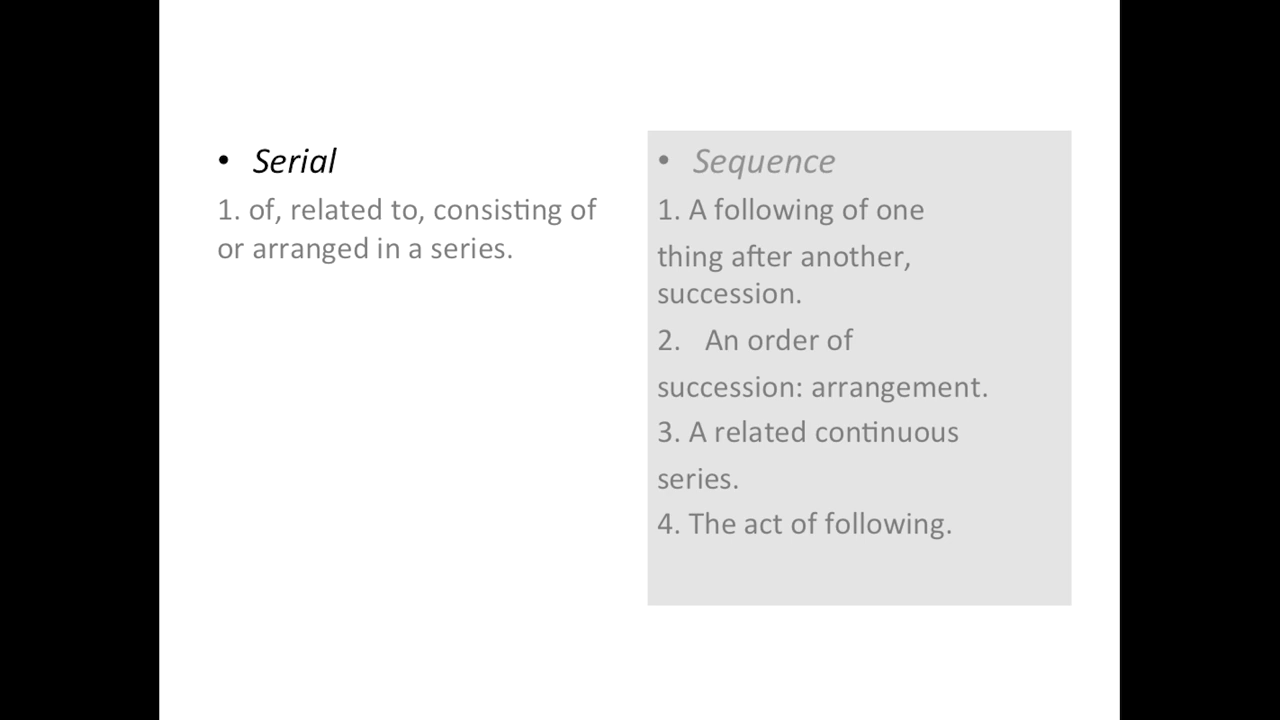 • Serial
1. of, related to, consisting of
or arranged in a series.
• Sequence
1. A following of one
thing after another,
succession.
2. An order of
succession: arrangement.
3. A related continuous
series.
4. The act of following.